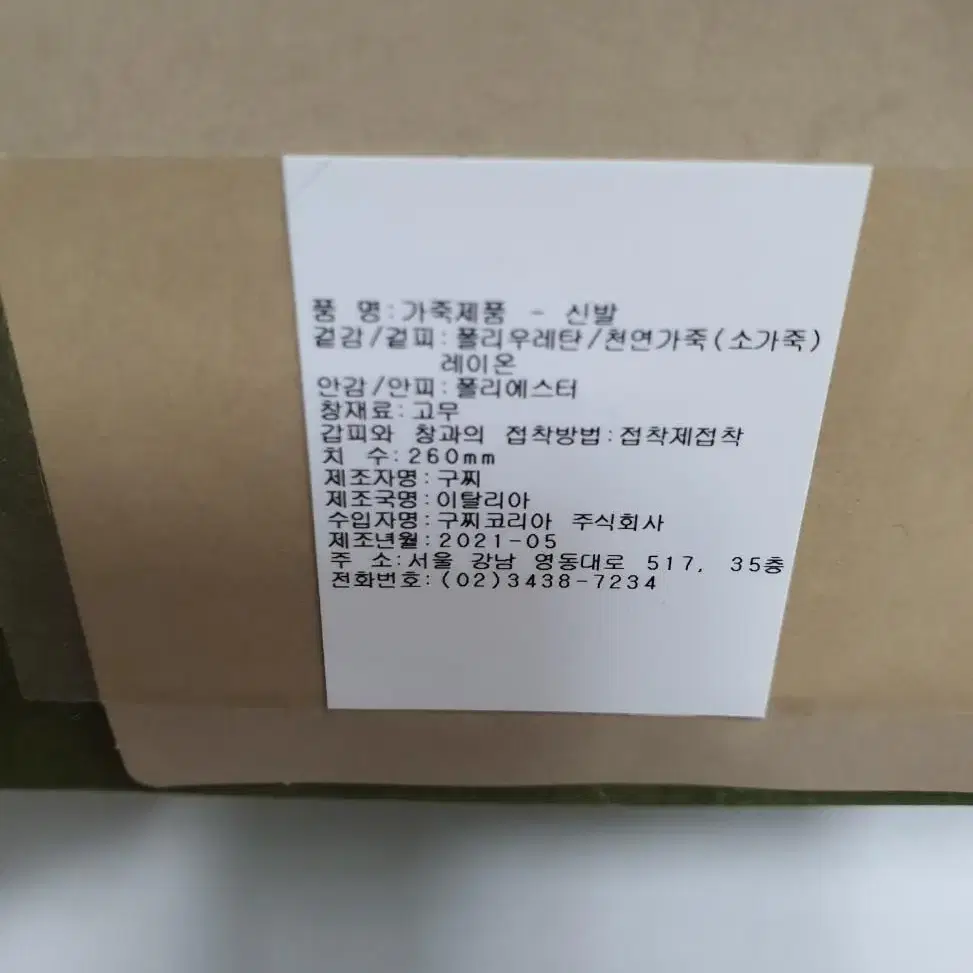 품 명:가죽제품 - 신발
겉감/겉피:폴리우레탄/천연가죽(소가죽)
레이온
안감/안피:폴리에스터
창재료:고무
갑피와 창과의 접착방법:접착제접착
치 수:260mm
제조자명:구찌
제조국명:이탈리아
수입자명:구찌코리아 주식회사
제조년월:2021-05
주 소:서울 강남 영동대로 517, 35층
전화번호:(02)3438-7234